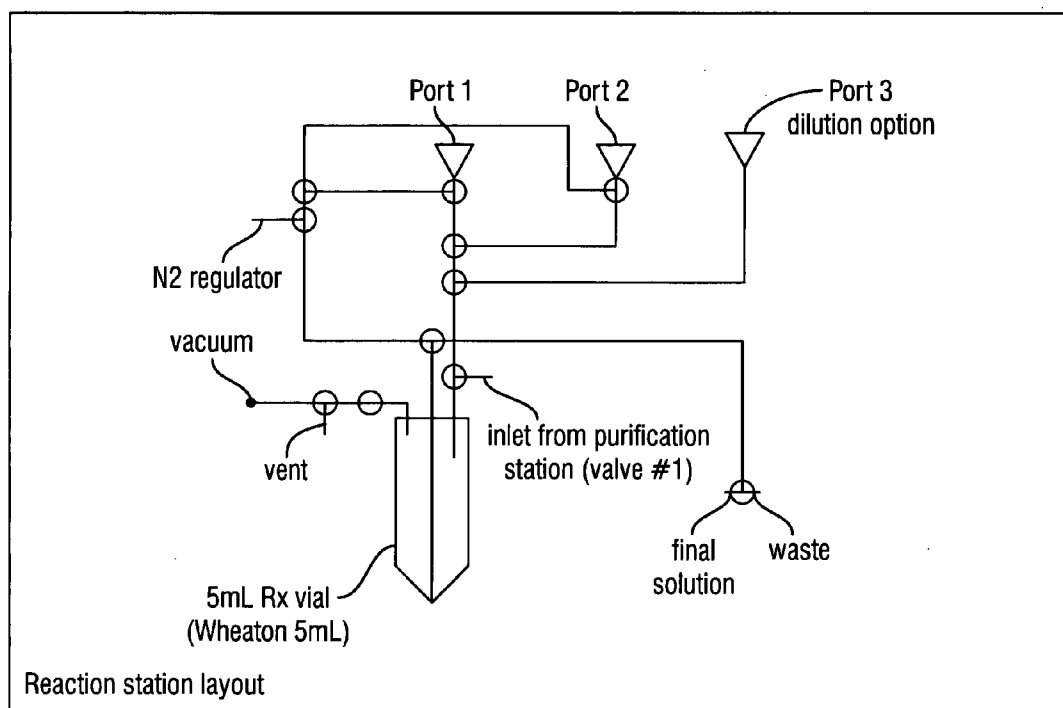 Port 1
Port 2
Port 3
dilution option
N2 regulator
vacuum
vent
inlet from purification
station (valve #1)
final
solution
waste
5mL Rx vial
(Wheaton 5mL)
Reaction station layout